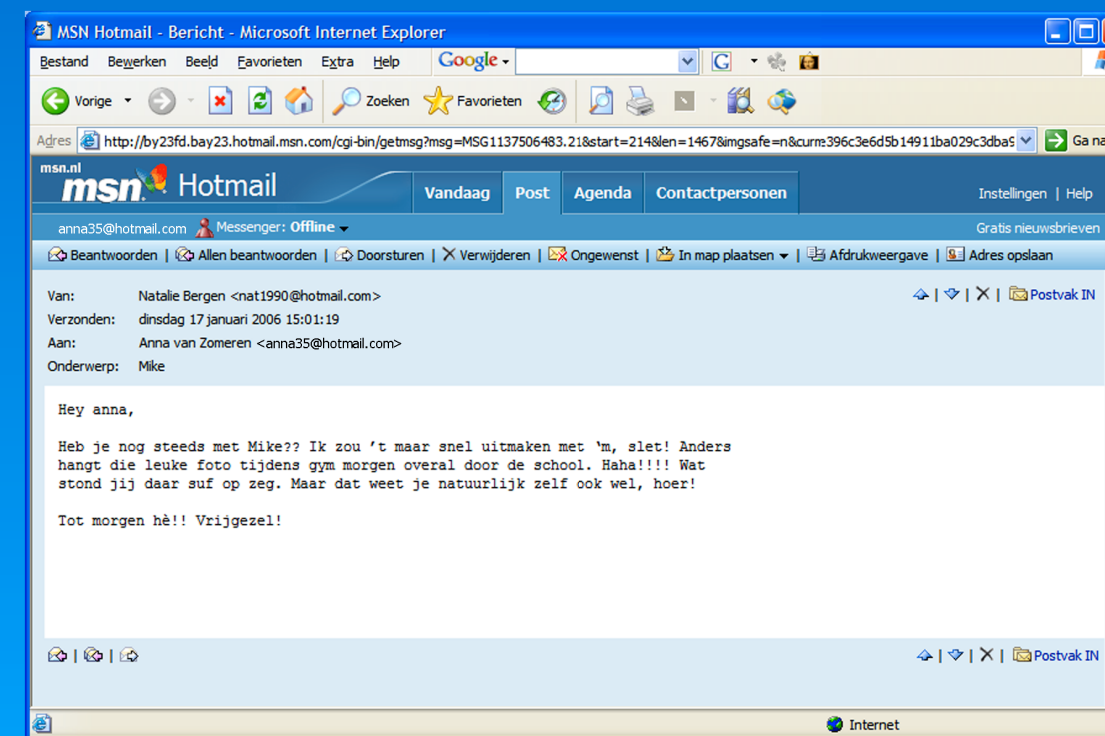 MSN Hotmail - Bericht - Microsoft Internet Explorer
Bestand Bewerken Beeld Favorieten Extra Help Google G
Vorige Zoeken Favorieten
Adres http://by23fd.bay23.hotmail.msn.com/cgi-bin/getmsg?msg=MSG1137506483.21&start=214&len=1467&imgsafe=n&curm Ga na
msn.nl
msn Hotmail Vandaag Post Agenda Contactpersonen Instellingen | Help
anna35@hotmail.com Messenger: Offline Gratis nieuwsbrieven
Beantwoorden | Allen beantwoorden | Doorsturen | Verwijderen | Ongewenst | In map plaatsen | Afdrukweergave | Adres opslaan
Van: Natalie Bergen <nat1990@hotmail.com> | | | Postvak IN
Verzonden: dinsdag 17 januari 2006 15:01:19
Aan: Anna van Zomeren <anna35@hotmail.com>
Onderwerp: Mike
Hey anna,
Heb je nog steeds met Mike?? Ik zou ’t maar snel uitmaken met ‘m, slet! Anders
hangt die leuke foto tijdens gym morgen overal door de school. Haha!!!! Wat
stond jij daar suf op zeg. Maar dat weet je natuurlijk zelf ook wel, hoer!
Tot morgen hè!! Vrijgezel!
| | | | | Postvak IN
Internet